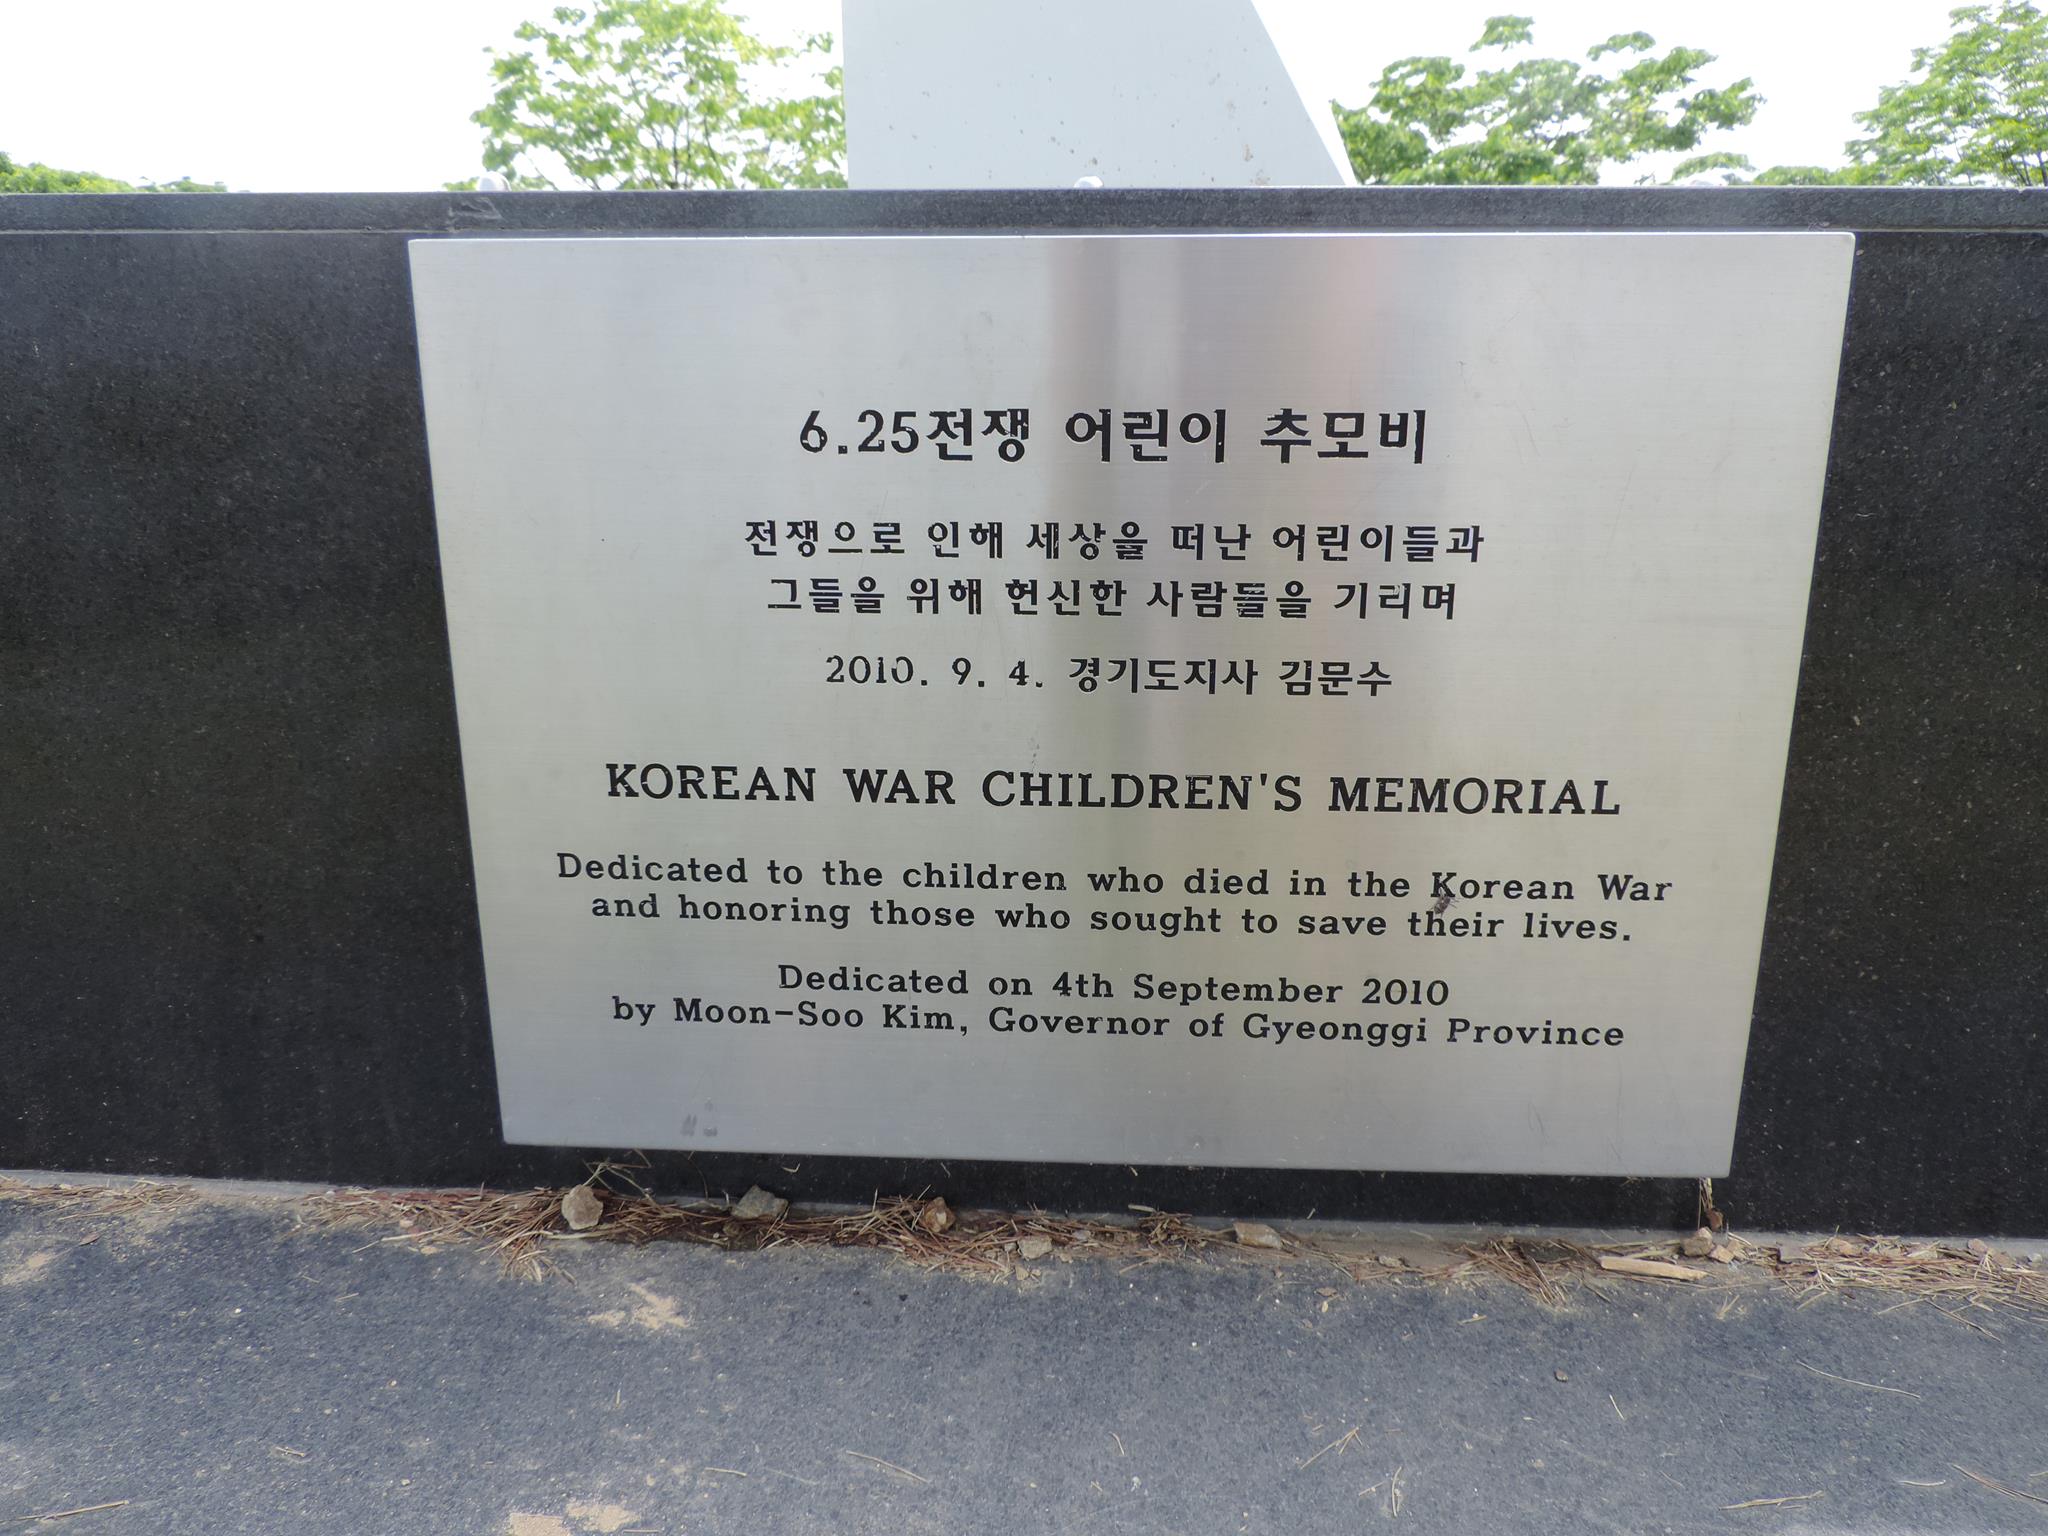 6.25전쟁 어린이 추모비
전쟁으로 인해 세상을 떠난 어린이들과
그들을 위해 헌신한 사람들을 기리며
2010. 9. 4. 경기도지사 김문수
KOREAN WAR CHILDREN'S MEMORIAL
Dedicated to the children who died in the Korean War
and honoring those who sought to save their lives.
Dedicated on 4th September 2010
by Moon-Soo Kim, Governor of Gyeonggi Province